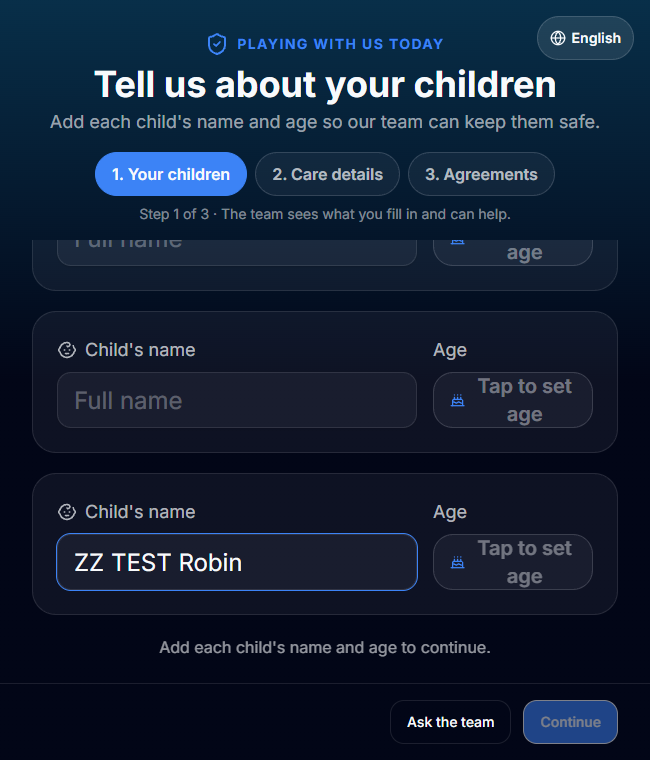 PLAYING WITH US TODAY
English
Tell us about your children
Add each child's name and age so our team can keep them safe.
1. Your children
2. Care details
3. Agreements
Step 1 of 3 · The team sees what you fill in and can help.
Full name
age
Child's name
Age
Full name
Tap to set
age
Child's name
Age
ZZ TEST Robin
Tap to set
age
Add each child's name and age to continue.
Ask the team
Continue